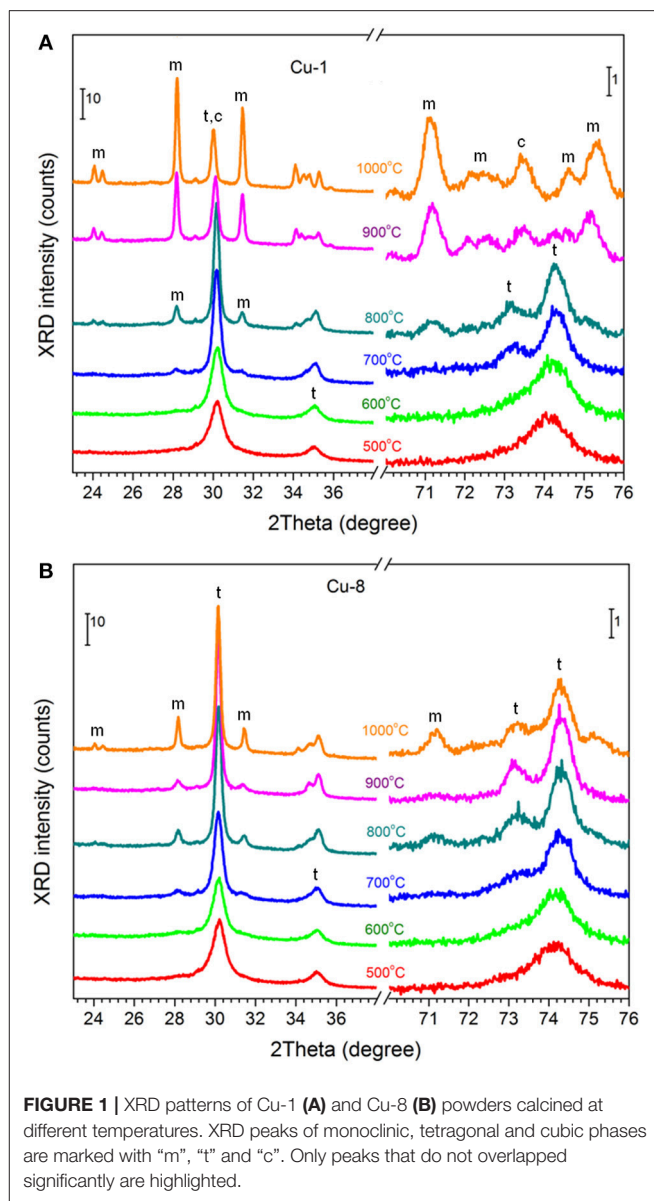 A
Cu-1
10
1
m
m
t,c
m
m
m
c
m
m
1000°C
900°C
m
m
t
t
800°C
700°C
t
600°C
500°C
XRD intensity (counts)
24 26 28 30 32 34 36 71 72 73 74 75 76
2Theta (degree)
B
Cu-8
10
1
t
m
m
m
m
t
t
1000°C
900°C
800°C
t
700°C
600°C
500°C
XRD intensity (counts)
24 26 28 30 32 34 36 71 72 73 74 75 76
2Theta (degree)
FIGURE 1 | XRD patterns of Cu-1 (A) and Cu-8 (B) powders calcined at
different temperatures. XRD peaks of monoclinic, tetragonal and cubic phases
are marked with “m”, “t” and “c”. Only peaks that do not overlapped
significantly are highlighted.